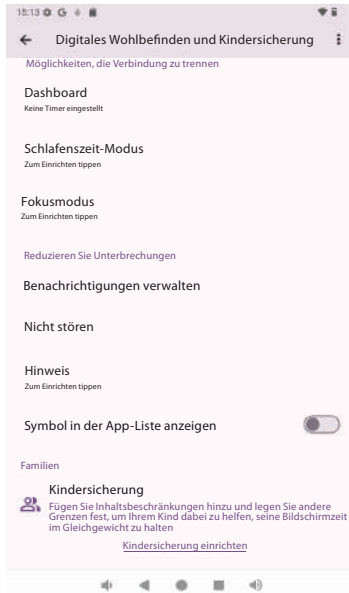 15:13 G
Digitales Wohlbefinden und Kindersicherung
Möglichkeiten, die Verbindung zu trennen
Dashboard
Keine Timer eingestellt
Schlafenszeit-Modus
Zum Einrichten tippen
Fokusmodus
Zum Einrichten tippen
Reduzieren Sie Unterbrechungen
Benachrichtigungen verwalten
Nicht stören
Hinweis
Zum Einrichten tippen
Symbol in der App-Liste anzeigen
Familien
Kindersicherung
Fügen Sie Inhaltsbeschränkungen hinzu und legen Sie andere
Grenzen fest, um Ihrem Kind dabei zu helfen, seine Bildschirmzeit
im Gleichgewicht zu halten
Kindersicherung einrichten